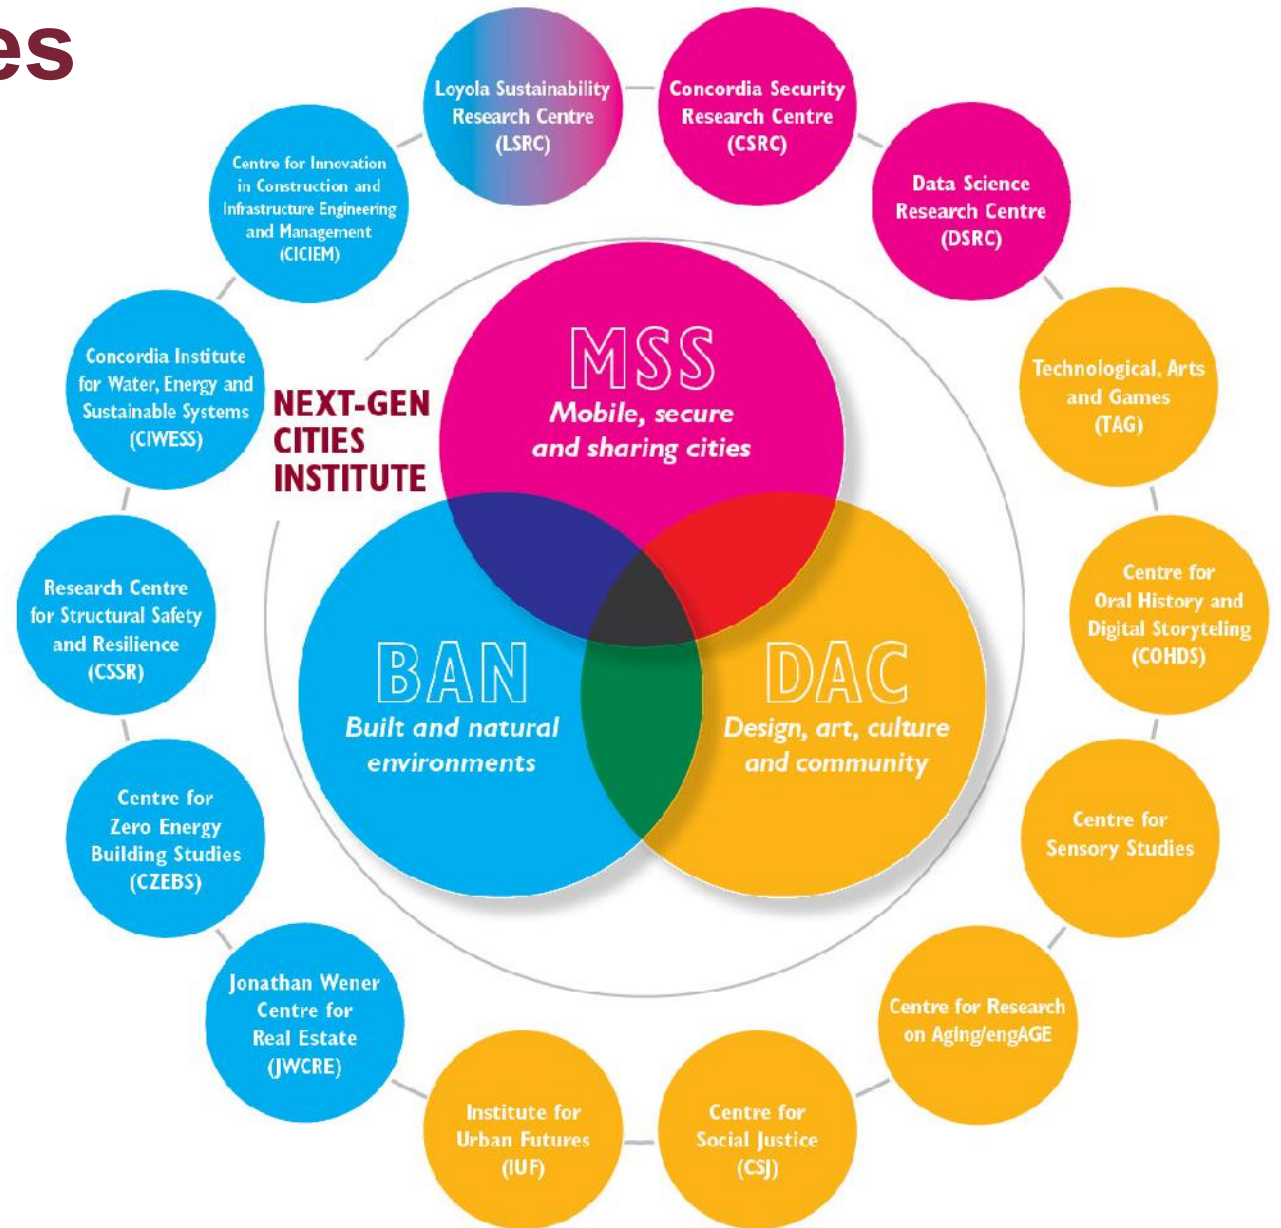 es
Loyola Sustainability
Research Centre
(LSRC)
Concordia Security
Research Centre
(CSRC)
Data Science
Research Centre
(DSRC)
Technological, Arts
and Games
(TAG)
Centre for
Oral History and
Digital Storyteling
(COHDS)
Centre for
Sensory Studies
Centre for Research
on Aging/engAGE
Centre for
Social Justice
(CSJ)
Institute for
Urban Futures
(IUF)
Jonathan Wener
Centre for
Real Estate
(JWCRE)
Centre for
Zero Energy
Building Studies
(CZEBS)
Research Centre
for Structural Safety
and Resilience
(CSSR)
Concordia Institute
for Water, Energy and
Sustainable Systems
(CIWESS)
Centre for Innovation
in Construction and
Infrastructure Engineering
and Management
(CICIEM)
NEXT-GEN
CITIES
INSTITUTE
MSS
Mobile, secure
and sharing cities
BAN
Built and natural
environments
DAC
Design, art, culture
and community